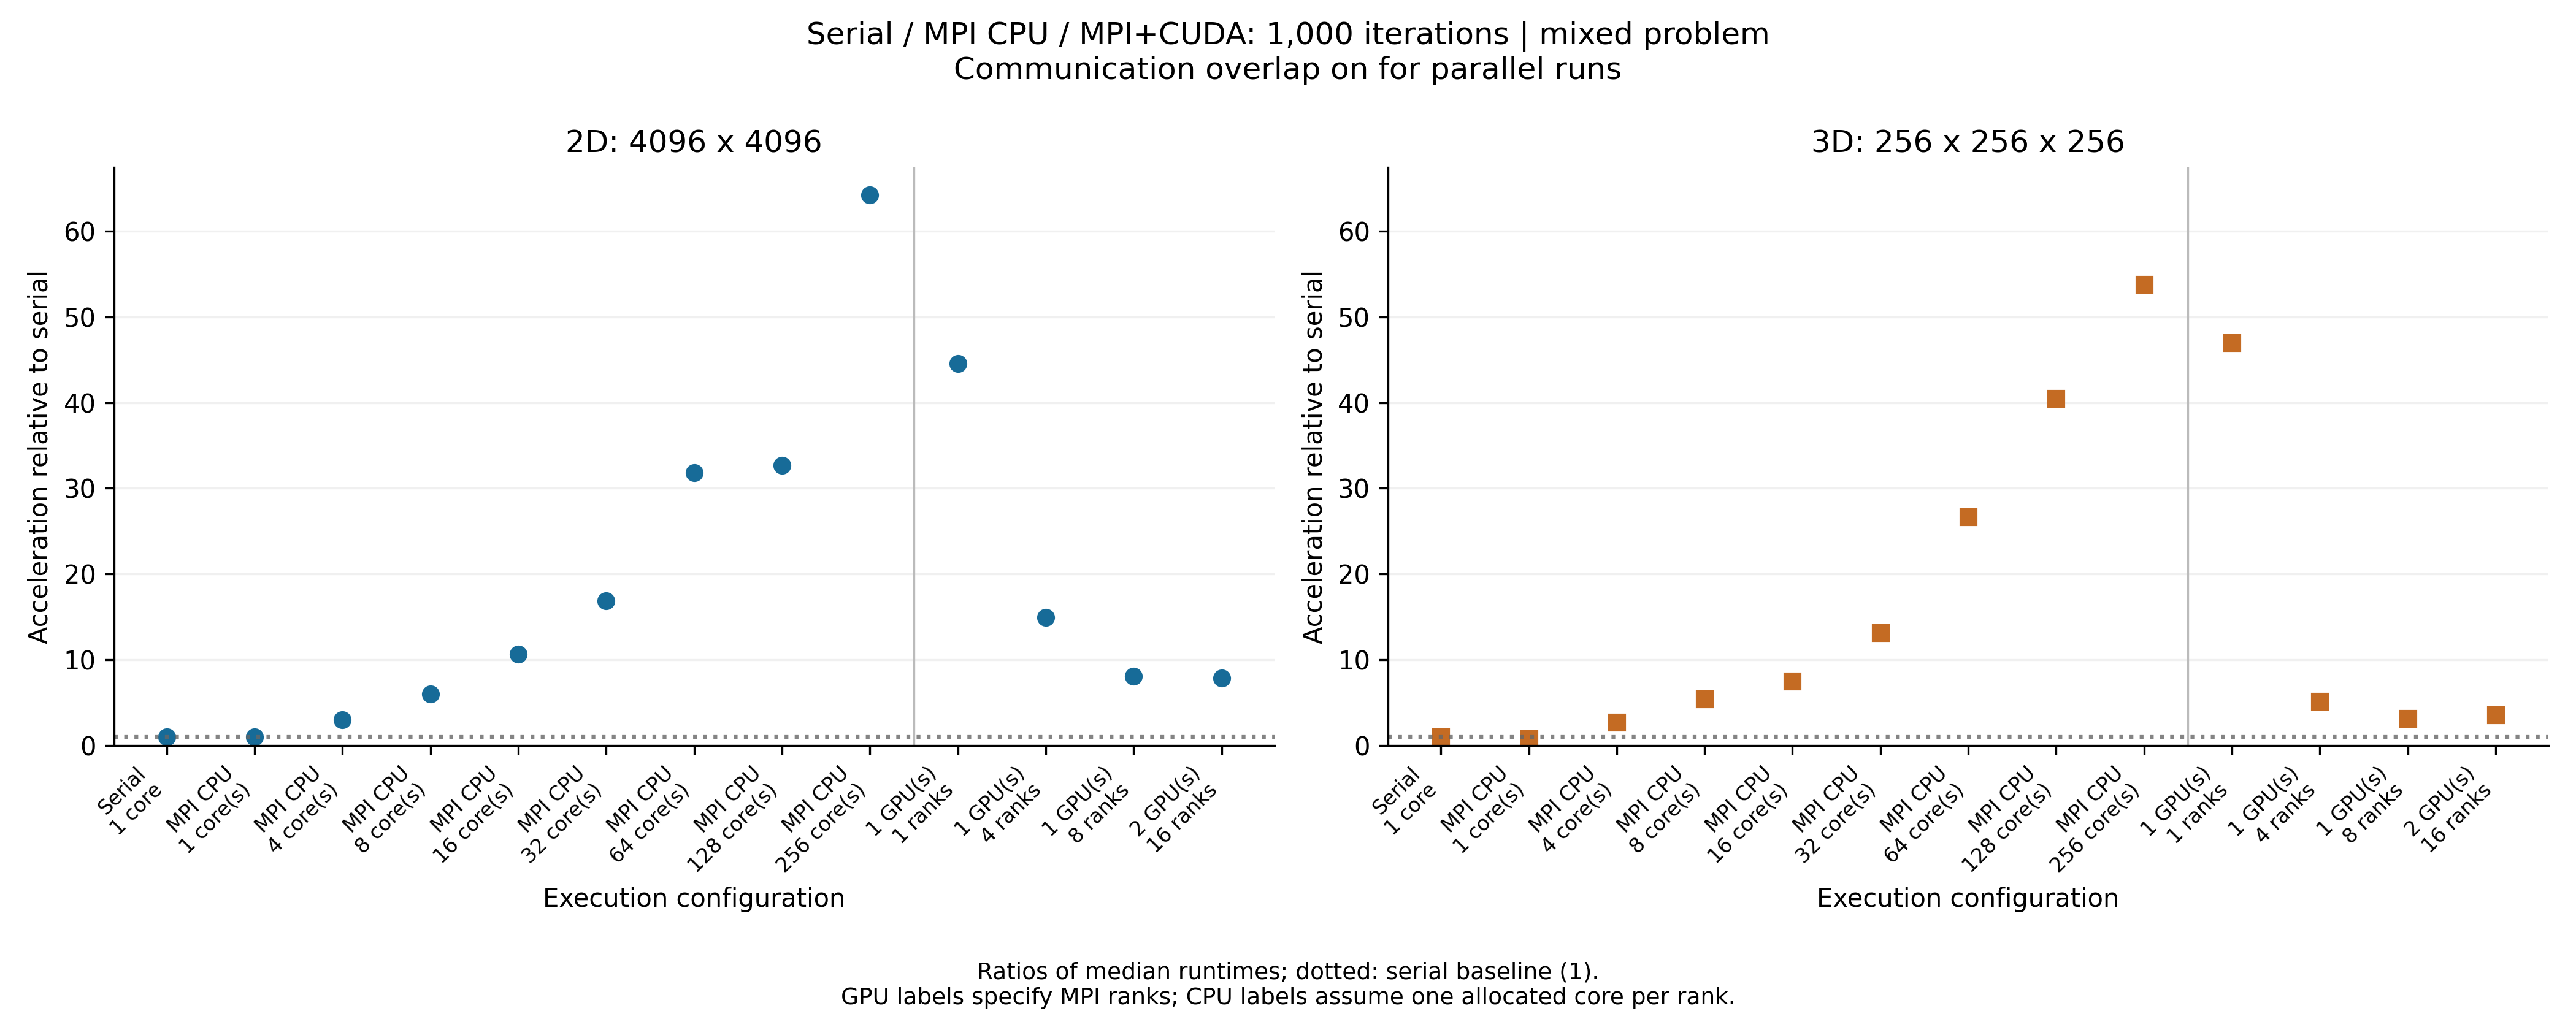 Serial / MPI CPU / MPI+CUDA: 1,000 iterations | mixed problem
Communication overlap on for parallel runs
2D: 4096 x 4096
Acceleration relative to serial
60
50
40
30
20
10
0
Serial
1 core
MPI CPU
1 core(s)
MPI CPU
4 core(s)
MPI CPU
8 core(s)
MPI CPU
16 core(s)
MPI CPU
32 core(s)
MPI CPU
64 core(s)
MPI CPU
128 core(s)
MPI CPU
256 core(s)
1 GPU(s)
1 ranks
1 GPU(s)
4 ranks
1 GPU(s)
8 ranks
2 GPU(s)
16 ranks
Execution configuration
3D: 256 x 256 x 256
Acceleration relative to serial
60
50
40
30
20
10
0
Serial
1 core
MPI CPU
1 core(s)
MPI CPU
4 core(s)
MPI CPU
8 core(s)
MPI CPU
16 core(s)
MPI CPU
32 core(s)
MPI CPU
64 core(s)
MPI CPU
128 core(s)
MPI CPU
256 core(s)
1 GPU(s)
1 ranks
1 GPU(s)
4 ranks
1 GPU(s)
8 ranks
2 GPU(s)
16 ranks
Execution configuration
Ratios of median runtimes; dotted: serial baseline (1).
GPU labels specify MPI ranks; CPU labels assume one allocated core per rank.